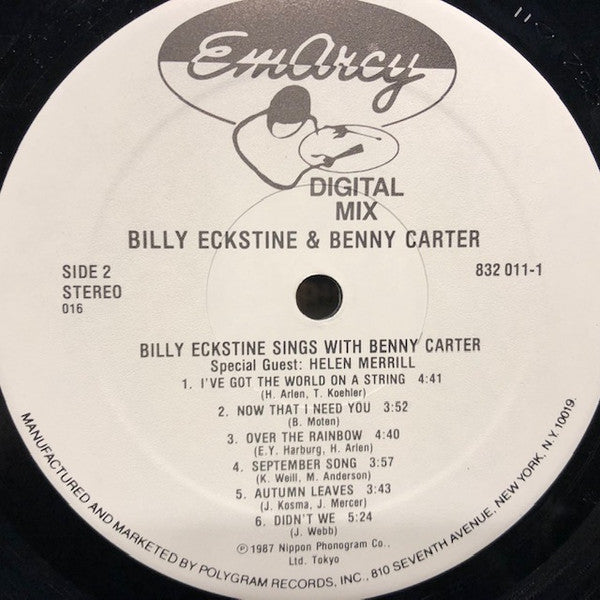 EmArcy
DIGITAL
MIX
BILLY ECKSTINE & BENNY CARTER
SIDE 2
STEREO
016
832 011-1
BILLY ECKSTINE SINGS WITH BENNY CARTER
Special Guest: HELEN MERRILL
1. I'VE GOT THE WORLD ON A STRING 4:41
(H. Arlen, T. Koehler)
2. NOW THAT I NEED YOU 3:52
(B. Moten)
3. OVER THE RAINBOW 4:40
(E.Y. Harburg, H. Arlen)
4. SEPTEMBER SONG 3:57
(K. Weill, M. Anderson)
5. AUTUMN LEAVES 3:43
(J. Kosma, J. Mercer)
6. DIDN'T WE 5:24
(J. Webb)
℗ 1987 Nippon Phonogram Co.,
Ltd. Tokyo
MANUFACTURED AND MARKETED BY POLYGRAM RECORDS, INC., 810 SEVENTH AVENUE, NEW YORK, N.Y. 10019.